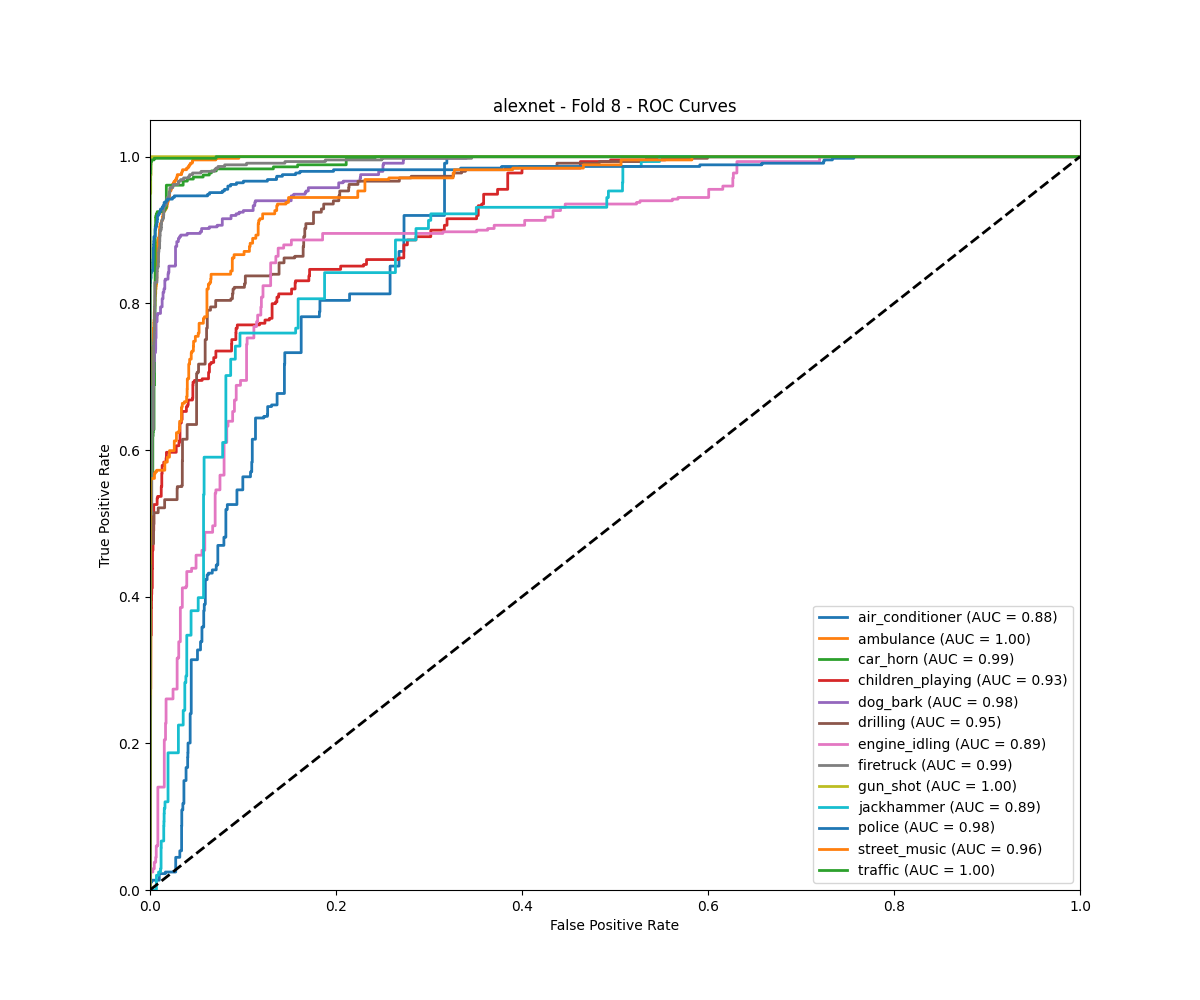 alexnet - Fold 8 - ROC Curves
True Positive Rate
1.0
0.8
0.6
0.4
0.2
0.0
air_conditioner (AUC = 0.88)
ambulance (AUC = 1.00)
car_horn (AUC = 0.99)
children_playing (AUC = 0.93)
dog_bark (AUC = 0.98)
drilling (AUC = 0.95)
engine_idling (AUC = 0.89)
firetruck (AUC = 0.99)
gun_shot (AUC = 1.00)
jackhammer (AUC = 0.89)
police (AUC = 0.98)
street_music (AUC = 0.96)
traffic (AUC = 1.00)
0.0 0.2 0.4 0.6 0.8 1.0
False Positive Rate